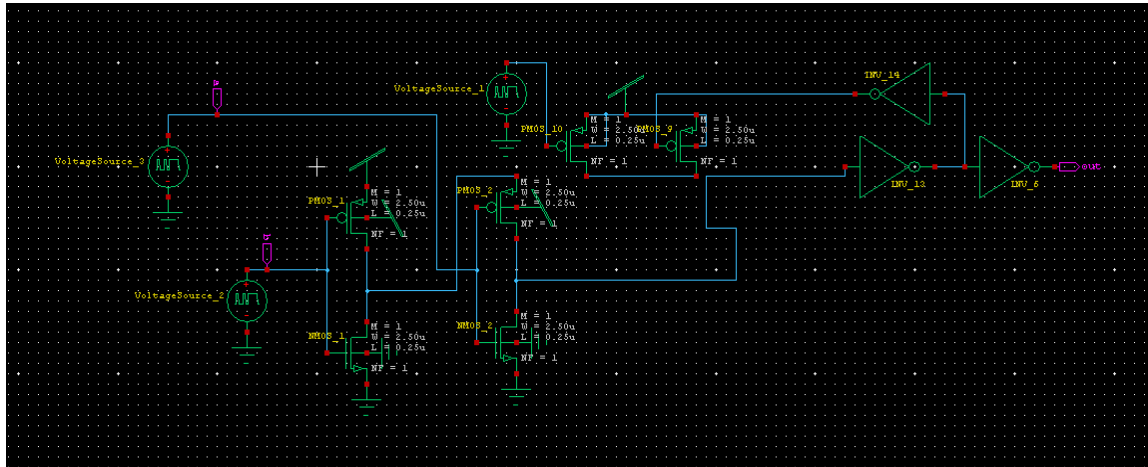 INV_14
VoltageSource_1
PMOS_10
M = 1
W = 2.50u
L = 0.25u
NF = 1
PMOS_9
M = 1
W = 2.50u
L = 0.25u
NF = 1
VoltageSource_3
INV_13
INV_6
out
PMOS_1
M = 1
W = 2.50u
L = 0.25u
NF = 1
PMOS_2
M = 1
W = 2.50u
L = 0.25u
NF = 1
VoltageSource_2
NMOS_1
M = 1
W = 2.50u
L = 0.25u
NF = 1
NMOS_2
M = 1
W = 2.50u
L = 0.25u
NF = 1